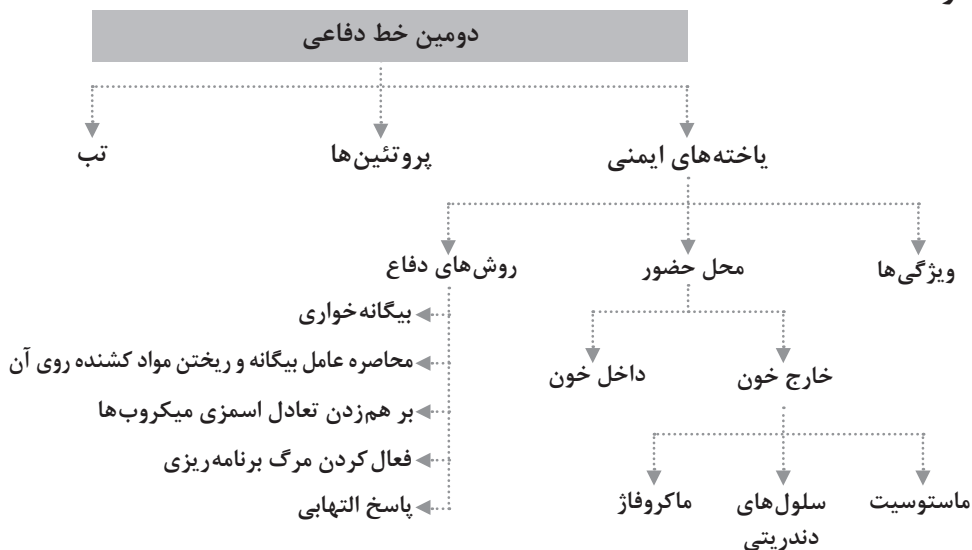 دومین خط دفاعی
یاخته‌های ایمنی
پروتئین‌ها
تب
ویژگی‌ها
محل حضور
روش‌های دفاع
بیگانه‌خواری
محاصره عامل بیگانه و ریختن مواد کشنده روی آن
بر هم‌زدن تعادل اسمزی میکروب‌ها
فعال‌کردن مرگ برنامه‌ریزی
پاسخ التهابی
خارج خون
داخل خون
ماستوسیت
سلول‌های
دندریتی
ماکروفاژ